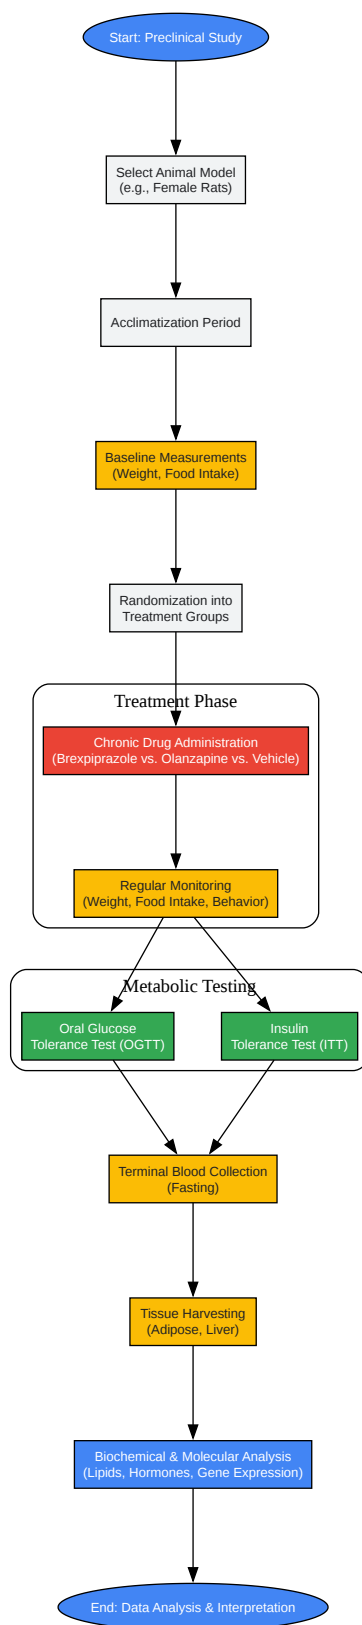 Start: Preclinical Study
Select Animal Model
(e.g., Female Rats)
Acclimatization Period
Baseline Measurements
(Weight, Food Intake)
Randomization into
Treatment Groups
Treatment Phase
Chronic Drug Administration
(Brexpiprazole vs. Olanzapine vs. Vehicle)
Regular Monitoring
(Weight, Food Intake, Behavior)
Metabolic Testing
Oral Glucose
Tolerance Test (OGTT)
Insulin
Tolerance Test (ITT)
Terminal Blood Collection
(Fasting)
Tissue Harvesting
(Adipose, Liver)
Biochemical & Molecular Analysis
(Lipids, Hormones, Gene Expression)
End: Data Analysis & Interpretation